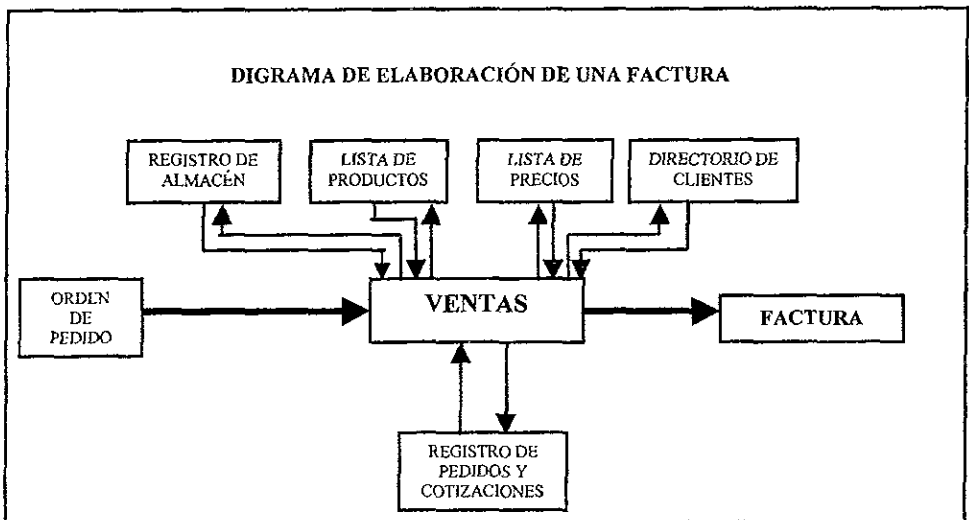 DIGRAMA DE ELABORACIÓN DE UNA FACTURA
REGISTRO DE
ALMACÉN
LISTA DE
PRODUCTOS
LISTA DE
PRECIOS
DIRECTORIO DE
CLIENTES
ORDEN
DE
PEDIDO
VENTAS
FACTURA
REGISTRO DE
PEDIDOS Y
COTIZACIONES